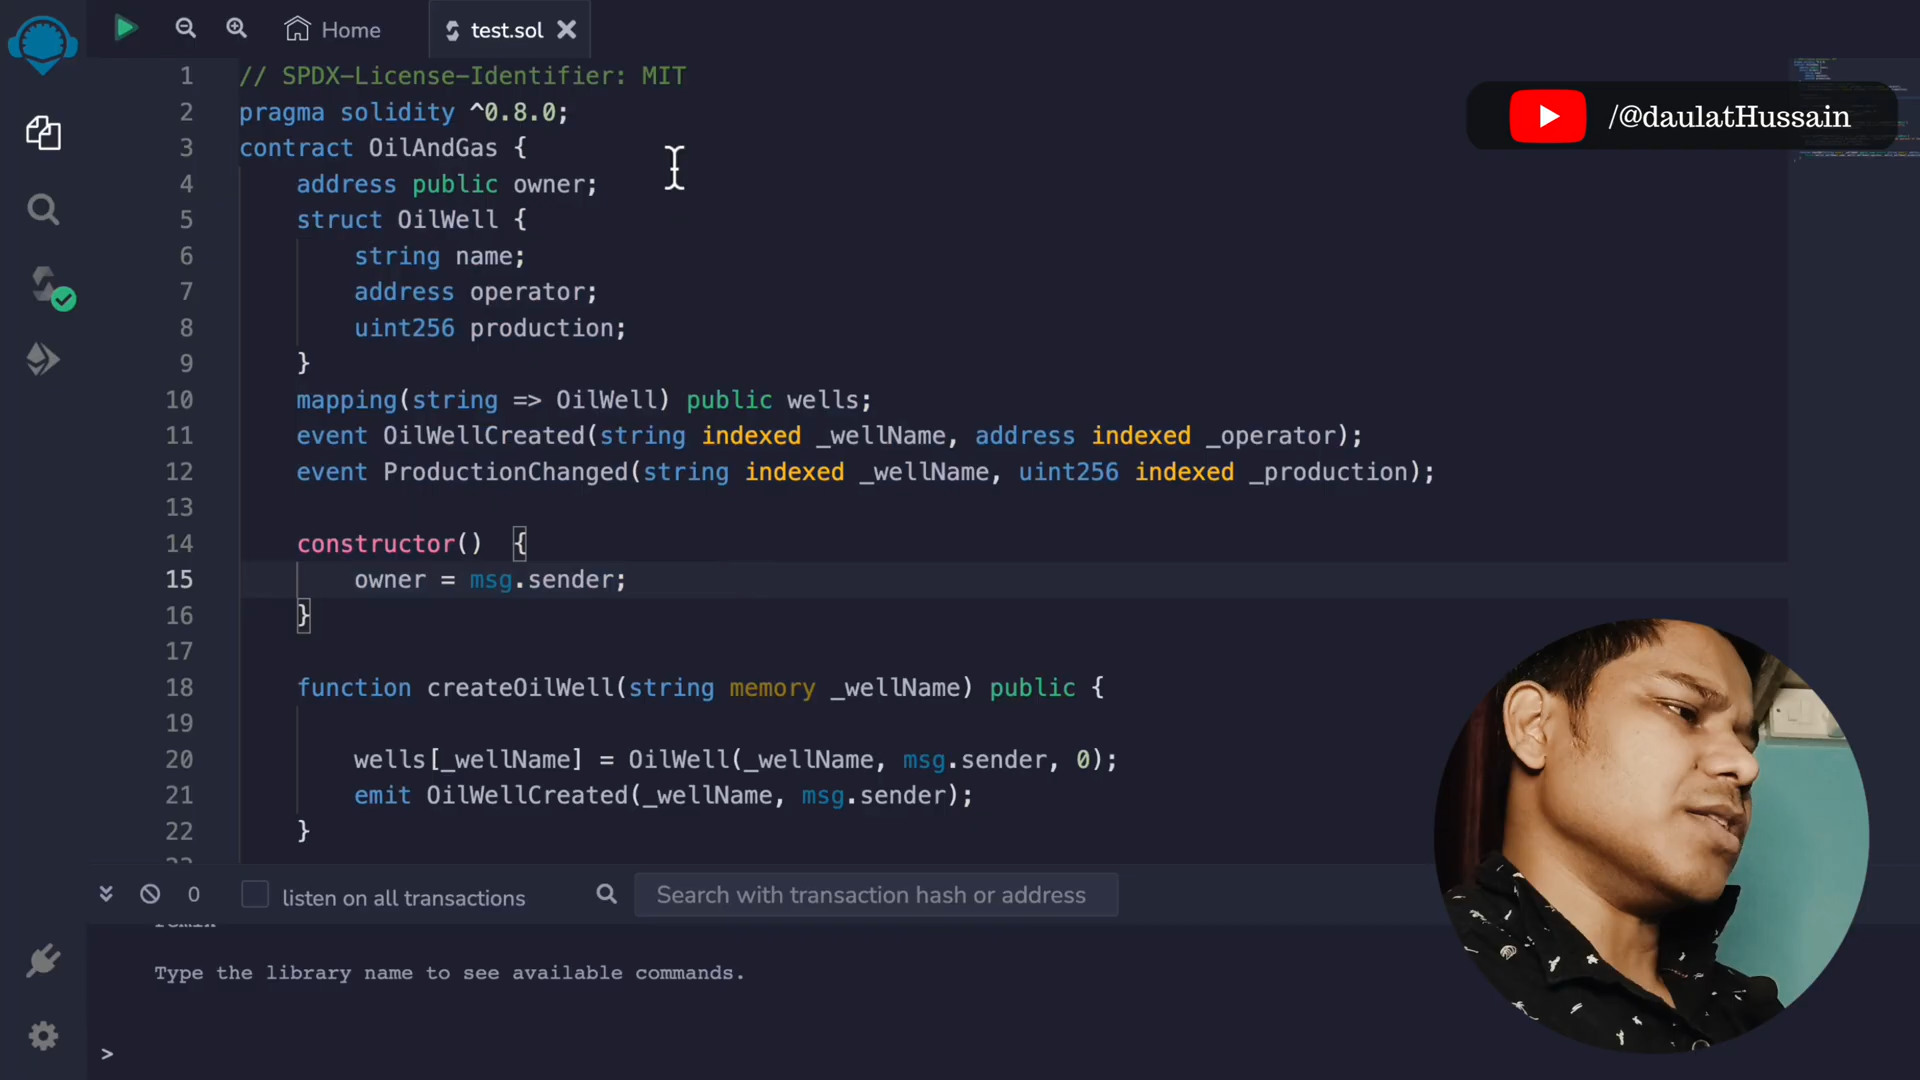 Home
test.sol
/@daulatHussain
1 // SPDX-License-Identifier: MIT
2 pragma solidity ^0.8.0;
3 contract OilAndGas {
4 address public owner;
5 struct OilWell {
6 string name;
7 address operator;
8 uint256 production;
9 }
10 mapping(string => OilWell) public wells;
11 event OilWellCreated(string indexed _wellName, address indexed _operator);
12 event ProductionChanged(string indexed _wellName, uint256 indexed _production);
13
14 constructor() {
15 owner = msg.sender;
16 }
17
18 function createOilWell(string memory _wellName) public {
19
20 wells[_wellName] = OilWell(_wellName, msg.sender, 0);
21 emit OilWellCreated(_wellName, msg.sender);
22 }
0 listen on all transactions Search with transaction hash or address
Type the library name to see available commands.
>